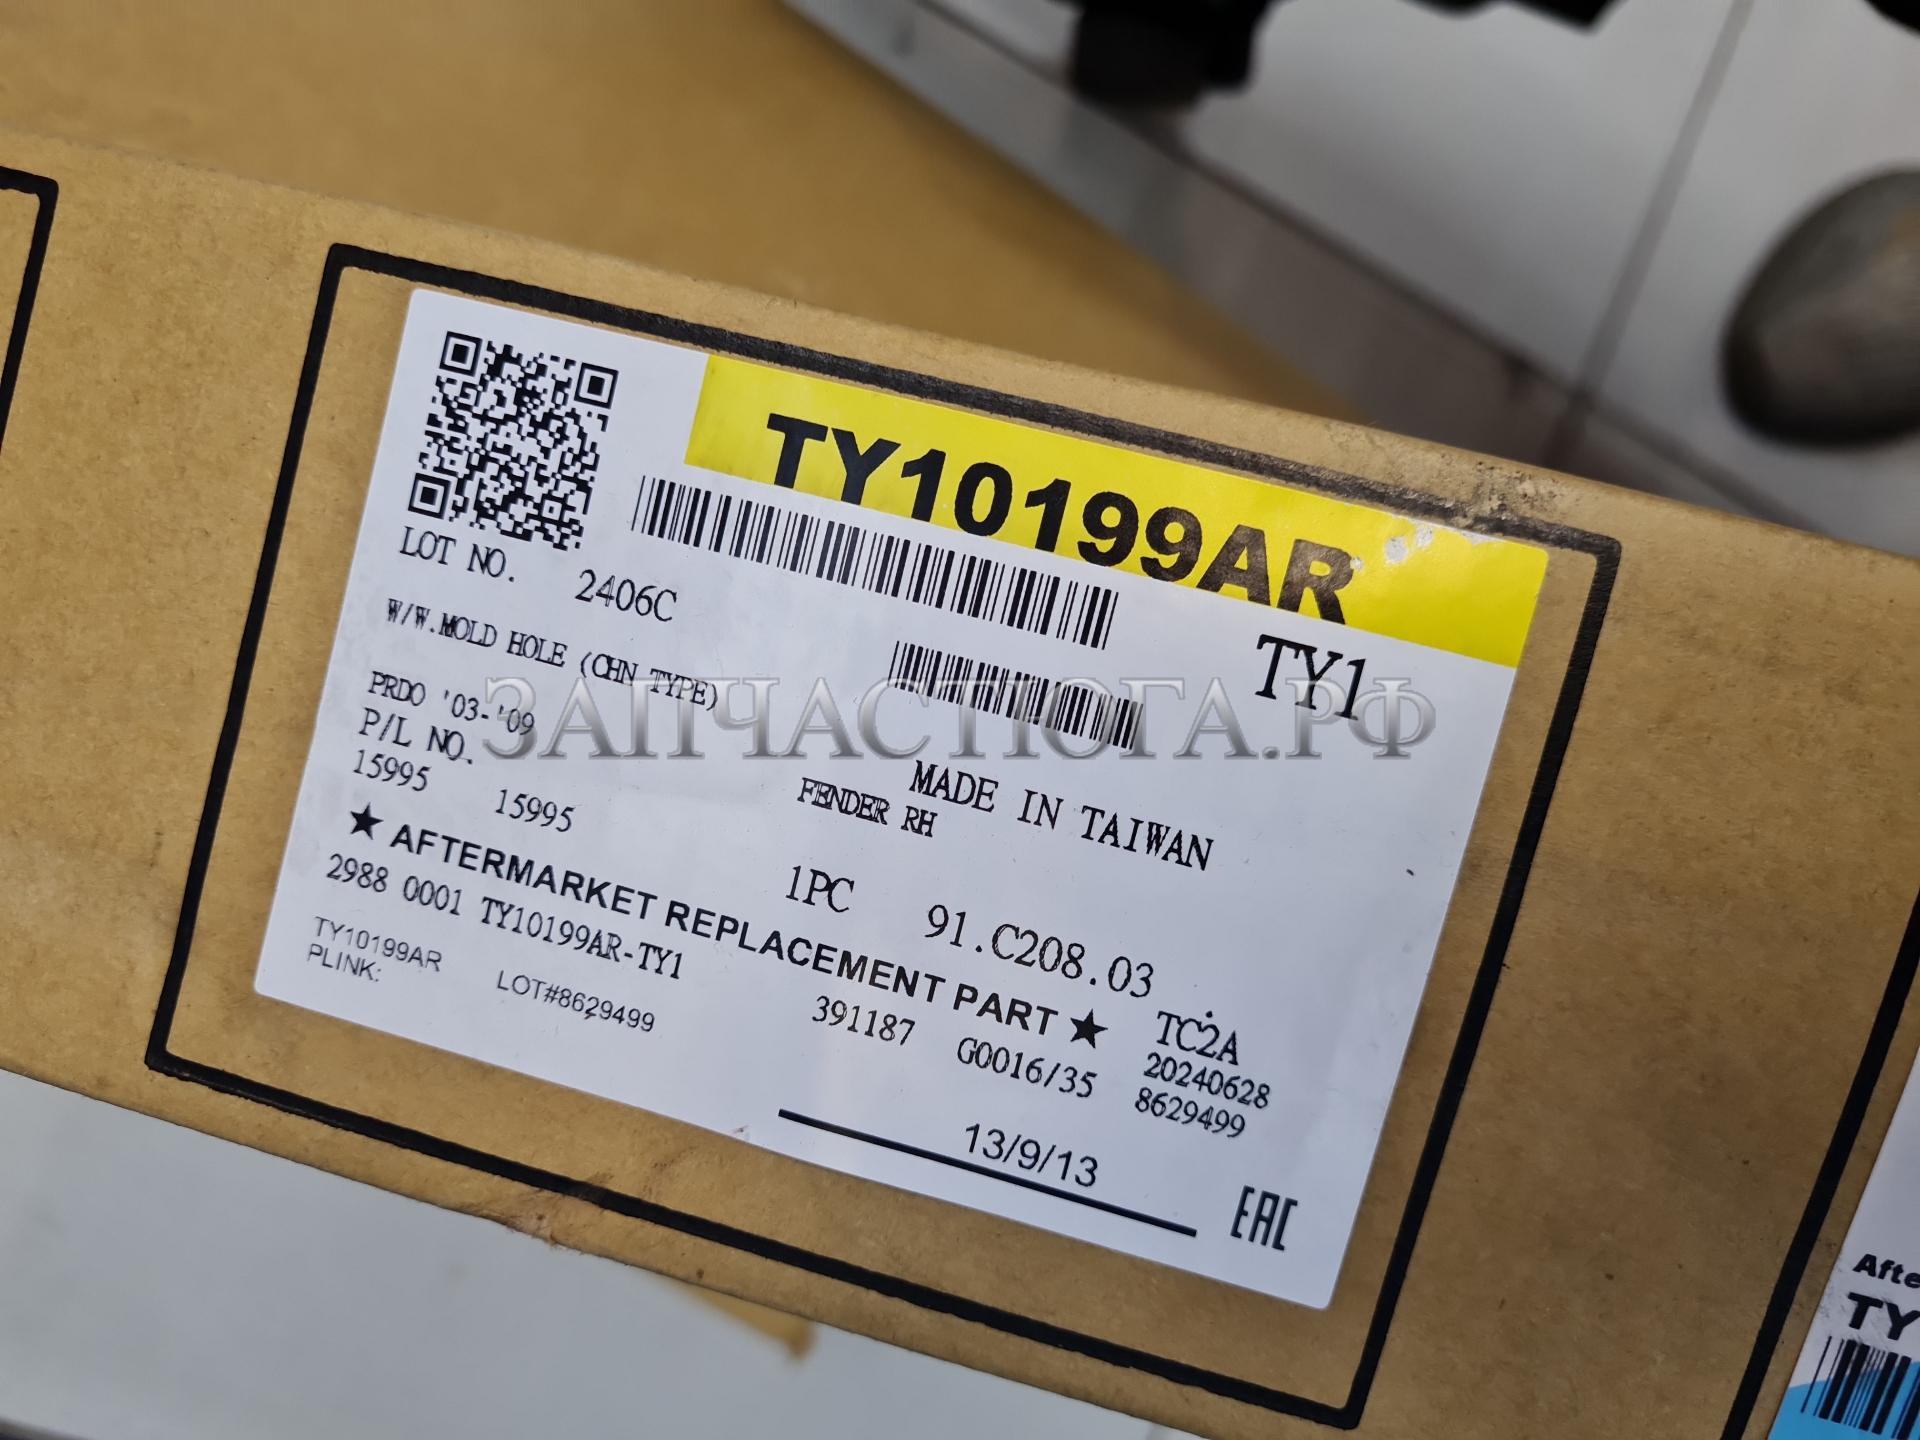 TY10199AR
LOT NO. 2406C
TY1
W/W.MOLD HOLE (CHN TYPE)
PRDO '03-'09
P/L NO.
MADE IN TAIWAN
15995 15995
FENDER RH
1PC 91.C208.03
★ AFTERMARKET REPLACEMENT PART ★
TC2A
2988 0001 TY10199AR-TY1
391187 G0016/35
20240628
8629499
TY10199AR LOT#8629499
PLINK:
13/9/13
EAC
ЗАПЧАСТЮГА.РФ
Afte
TY